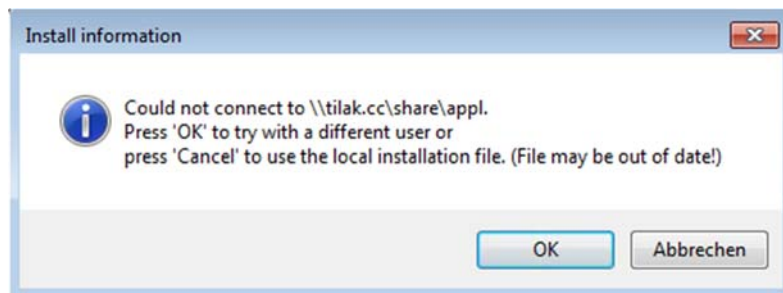 Install information
Could not connect to \\tilak.cc\share\appl.
Press 'OK' to try with a different user or
press 'Cancel' to use the local installation file. (File may be out of date!)
OK
Abbrechen